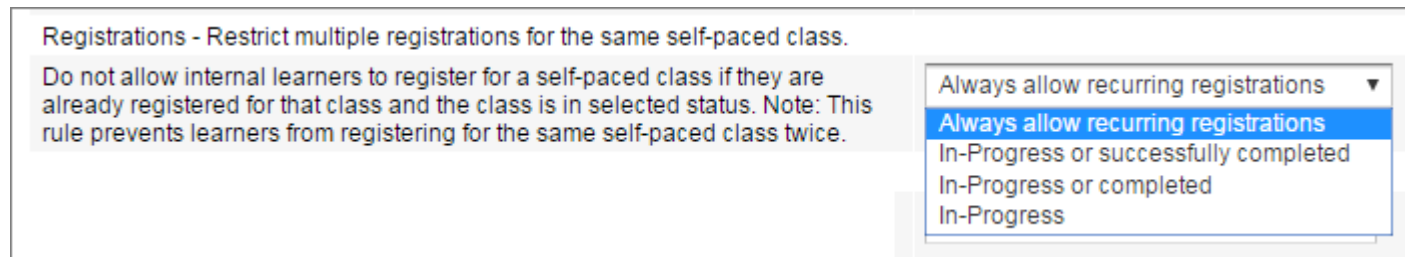 Registrations - Restrict multiple registrations for the same self-paced class.
Do not allow internal learners to register for a self-paced class if they are
already registered for that class and the class is in selected status. Note: This
rule prevents learners from registering for the same self-paced class twice.
Always allow recurring registrations
Always allow recurring registrations
In-Progress or successfully completed
In-Progress or completed
In-Progress